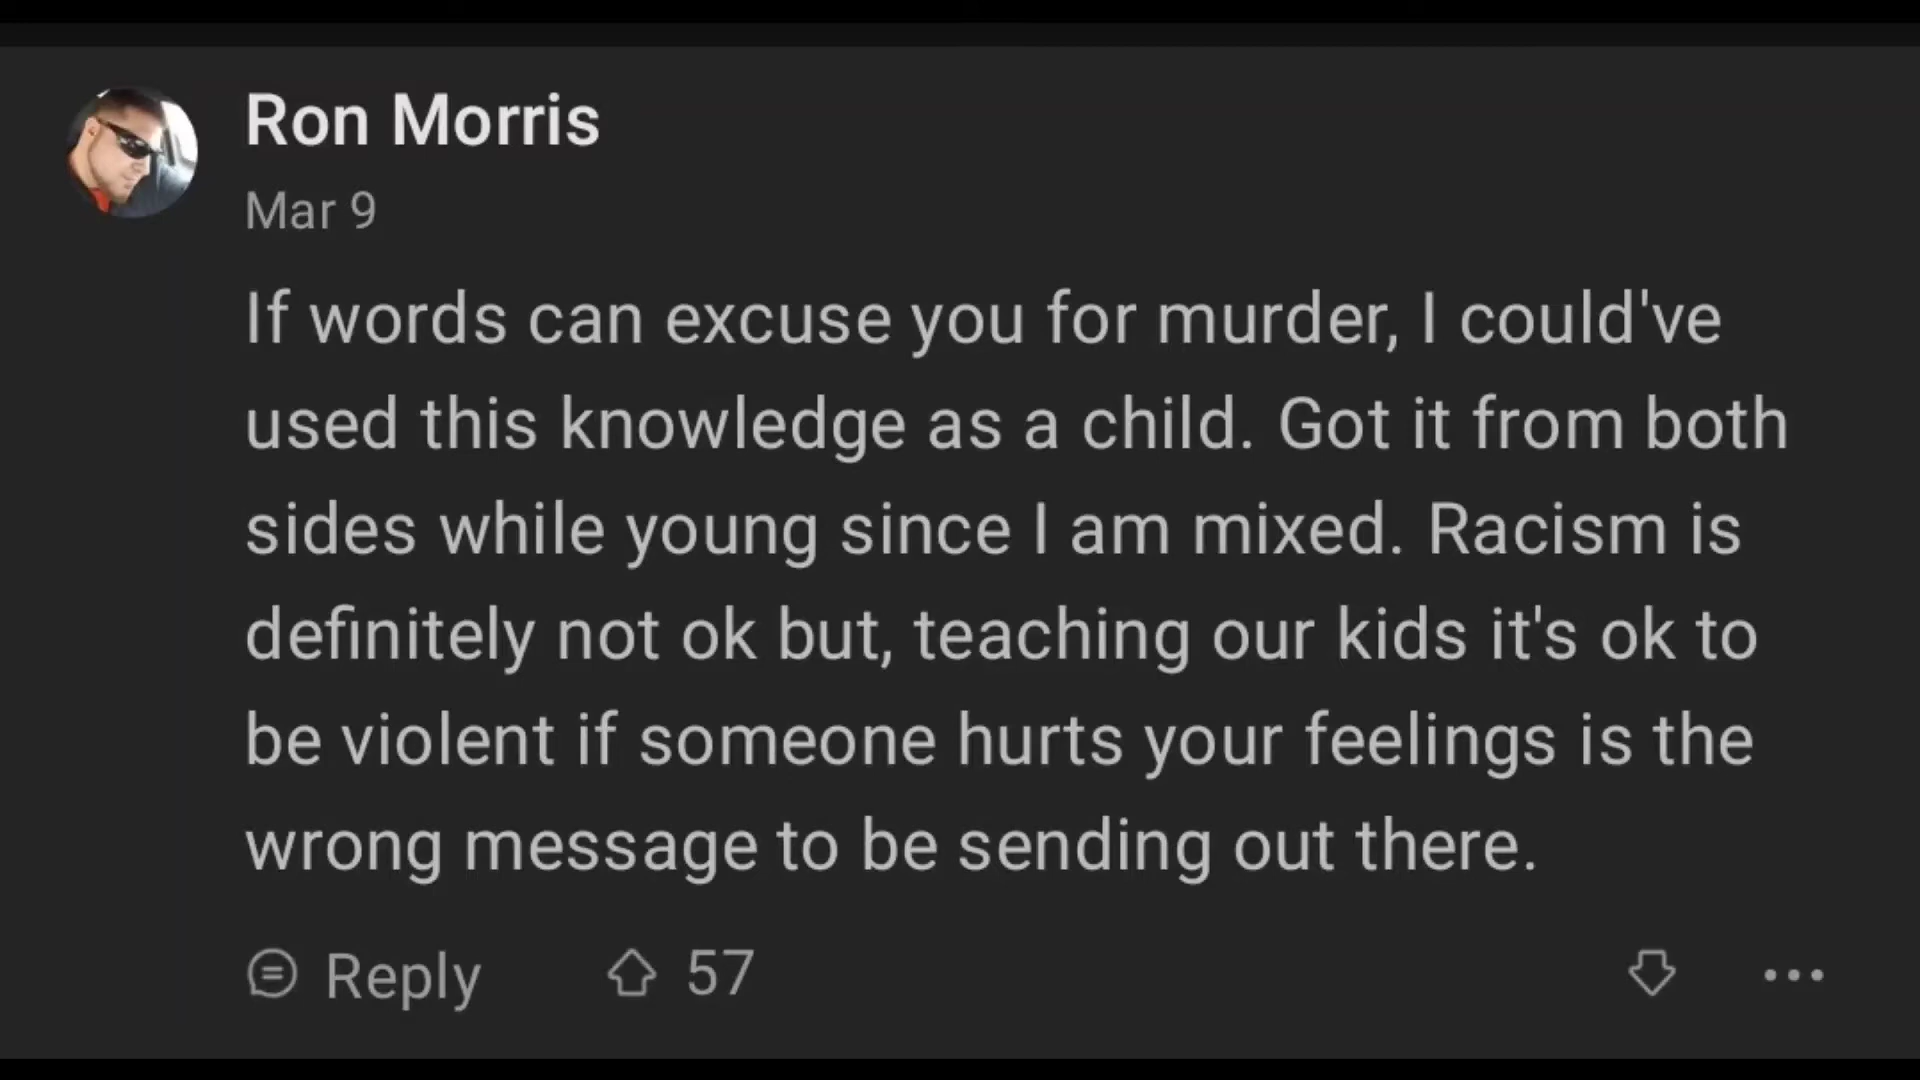 Ron Morris
Mar 9
If words can excuse you for murder, I could've
used this knowledge as a child. Got it from both
sides while young since I am mixed. Racism is
definitely not ok but, teaching our kids it's ok to
be violent if someone hurts your feelings is the
wrong message to be sending out there.
Reply 57